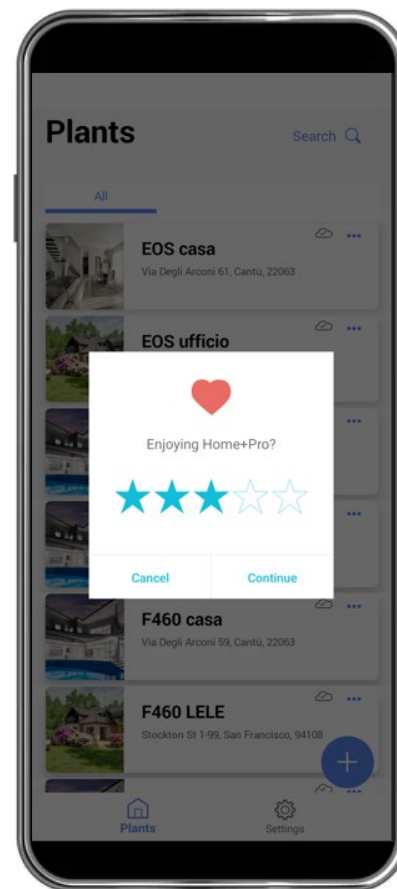 Plants
Search
All
EOS casa
Via Degli Arconi 61, Cantù, 22063
EOS ufficio
Enjoying Home+Pro?
Cancel
Continue
F460 casa
Via Degli Arconi 59, Cantù, 22063
F460 LELE
Stockton St 1-99, San Francisco, 94108
Plants
Settings